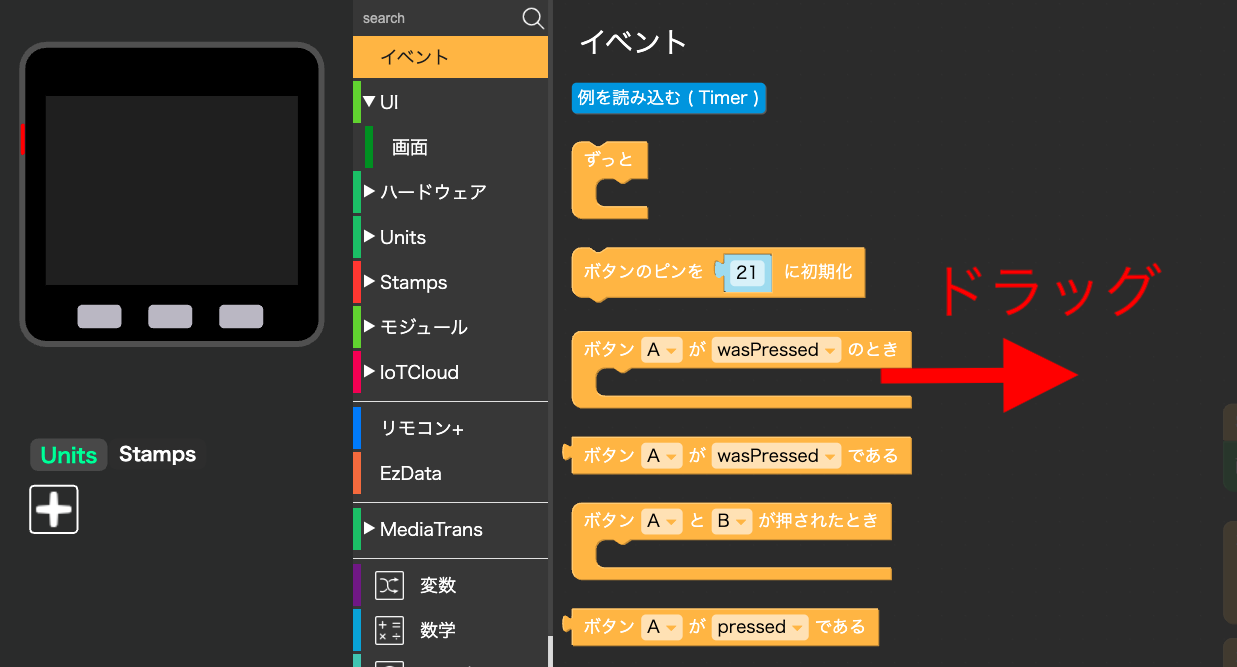 search
イベント
UI
画面
ハードウェア
Units
Stamps
モジュール
IoTCloud
リモコン+
EzData
MediaTrans
変数
数学
Units Stamps
イベント
例を読み込む ( Timer )
ずっと
ボタンのピンを 21 に初期化
ボタン A が wasPressed のとき
ボタン A が wasPressed である
ボタン A と B が押されたとき
ボタン A が pressed である
ドラッグ